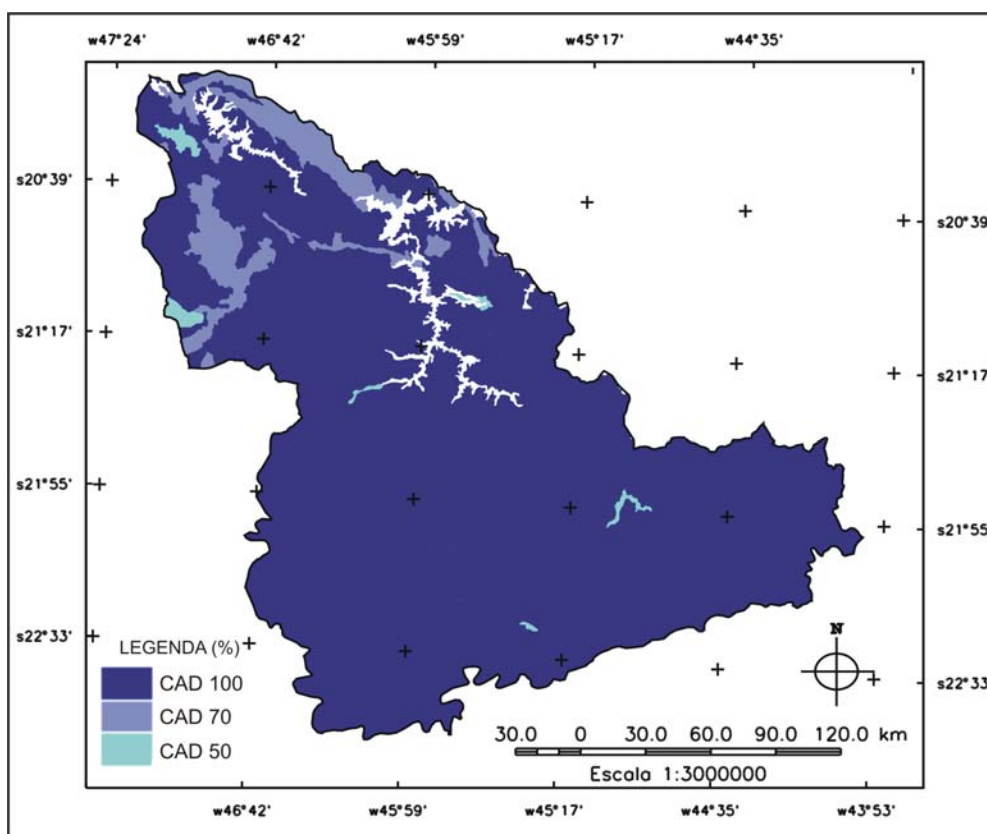 w47°24' w46°42' w45°59' w45°17' w44°35'
s20°39'
s20°39
s21°17'
s21°17
s21°55'
s21°55
s22°33'
s22°33
N
LEGENDA (%)
CAD 100
CAD 70
CAD 50
30.0 0 30.0 60.0 90.0 120.0 km
Escala 1:3000000
w46°42' w45°59' w45°17' w44°35' w43°53'